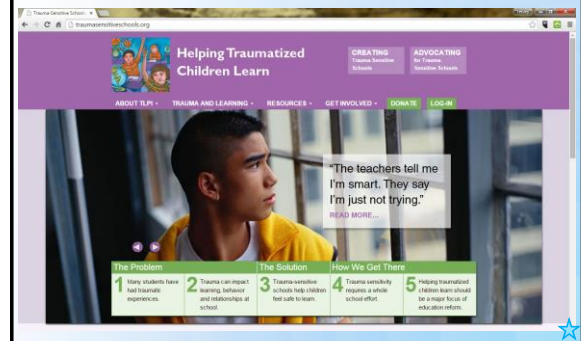 Trauma Sensitive School
traumasensitiveschools.org
Helping Traumatized
Children Learn
CREATING
Trauma Sensitive
Schools
ADVOCATING
for Trauma
Sensitive Schools
ABOUT TLPI
TRAUMA AND LEARNING
RESOURCES
GET INVOLVED
DONATE
LOG-IN
"The teachers tell me
I'm smart. They say
I'm just not trying."
READ MORE...
The Problem
1 Many students have
had traumatic
experiences.
2 Trauma can impact
learning, behavior
and relationships at
school.
The Solution
3 Trauma-sensitive
schools help children
feel safe to learn.
How We Get There
4 Trauma sensitivity
requires a whole
school effort.
5 Helping traumatized
children learn should
be a major focus of
education reform.